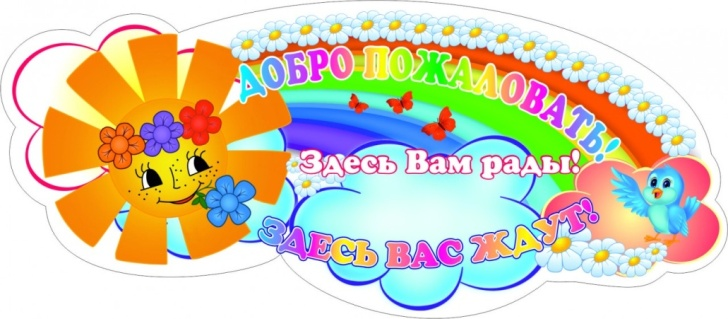 ДОБРО ПОЖАЛОВАТЬ!
Здесь Вам рады!
ЗДЕСЬ ВАС ЖДУТ!